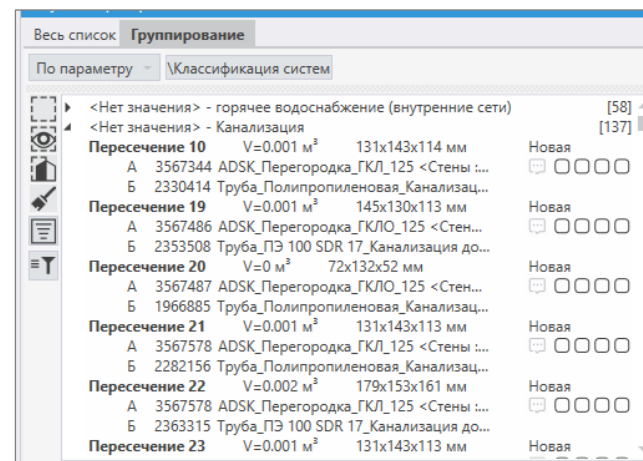 Весь список Группирование
По параметру \Классификация систем
<Нет значения> - горячее водоснабжение (внутренние сети) [58]
<Нет значения> - Канализация [137]
Пересечение 10 V=0.001 м³ 131x143x114 мм Новая
А 3567344 ADSK_Перегородка_ГКЛ_125 <Стены :...
Б 2330414 Труба_Полипропиленовая_Канализац...
Пересечение 19 V=0.001 м³ 145x130x113 мм Новая
А 3567486 ADSK_Перегородка_ГКЛО_125 <Стен...
Б 2353508 Труба_ПЭ 100 SDR 17_Канализация до...
Пересечение 20 V=0 м³ 72x132x52 мм Новая
А 3567487 ADSK_Перегородка_ГКЛО_125 <Стен...
Б 1966885 Труба_Полипропиленовая_Канализац...
Пересечение 21 V=0.001 м³ 131x143x113 мм Новая
А 3567578 ADSK_Перегородка_ГКЛ_125 <Стены :...
Б 2282156 Труба_Полипропиленовая_Канализац...
Пересечение 22 V=0.002 м³ 179x153x161 мм Новая
А 3567578 ADSK_Перегородка_ГКЛ_125 <Стены :...
Б 2363315 Труба_ПЭ 100 SDR 17_Канализация до...
Пересечение 23 V=0.001 м³ 131x143x113 мм Новая